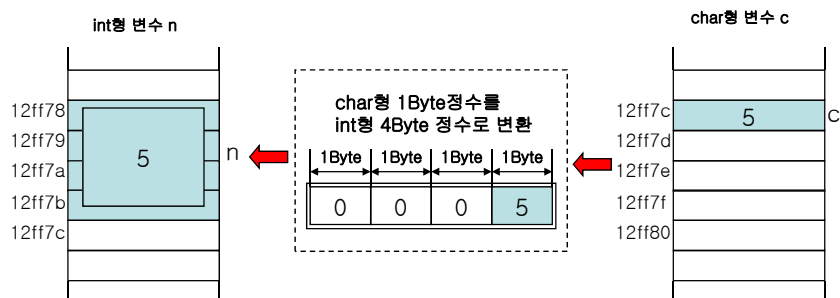 int형 변수 n
char형 변수 c
12ff78
12ff79
12ff7a
12ff7b
12ff7c
5
n
char형 1Byte정수를
int형 4Byte 정수로 변환
1Byte 1Byte 1Byte 1Byte
0 0 0 5
12ff7c
12ff7d
12ff7e
12ff7f
12ff80
5
c